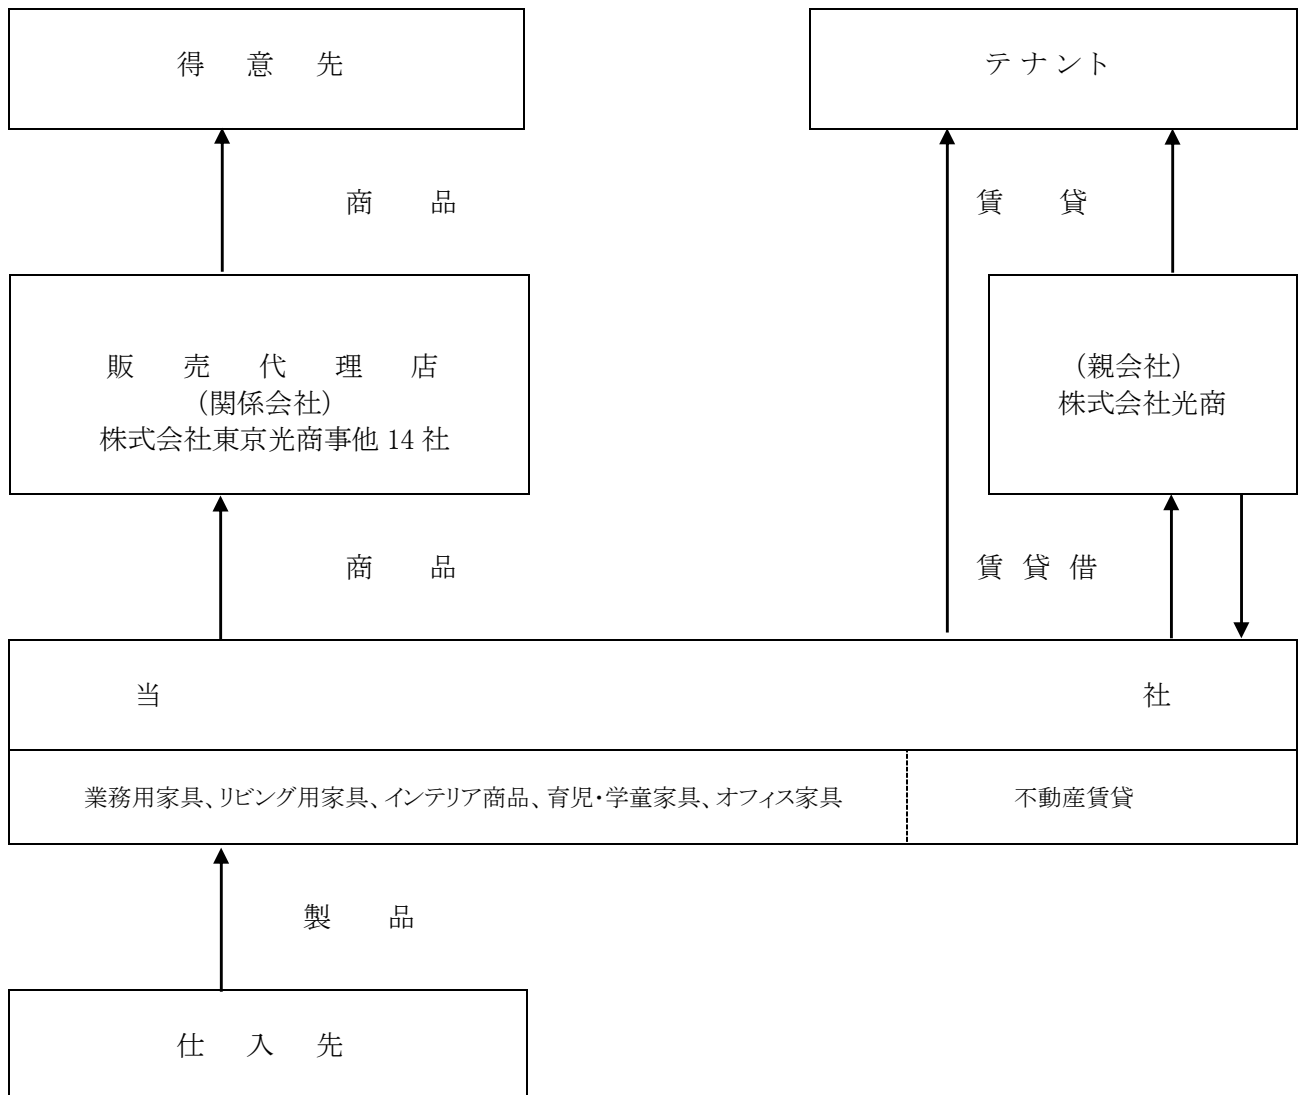 得意先
テナント
商品
賃貸
販売代理店
(関係会社)
株式会社東京光商事他 14 社
(親会社)
株式会社光商
商品
賃貸借
当社
業務用家具、リビング用家具、インテリア商品、育児・学童家具、オフィス家具
不動産賃貸
製品
仕入先